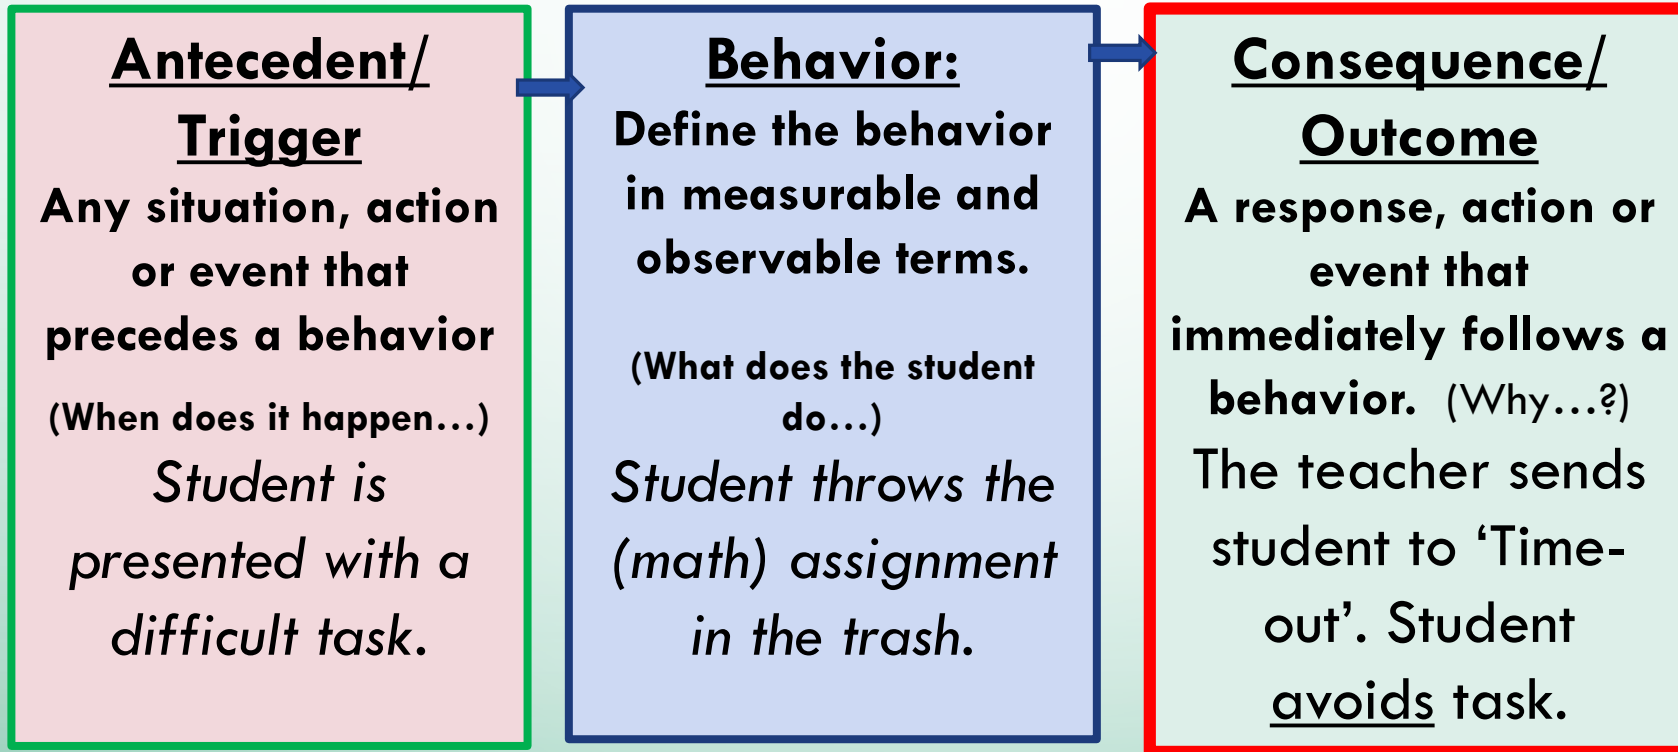 Antecedent/
Trigger
Any situation, action
or event that
precedes a behavior
(When does it happen...)
Student is
presented with a
difficult task.
Behavior:
Define the behavior
in measurable and
observable terms.
(What does the student
do...)
Student throws the
(math) assignment
in the trash.
Consequence/
Outcome
A response, action or
event that
immediately follows a
behavior. (Why...?)
The teacher sends
student to ‘Time-
out’. Student
avoids task.